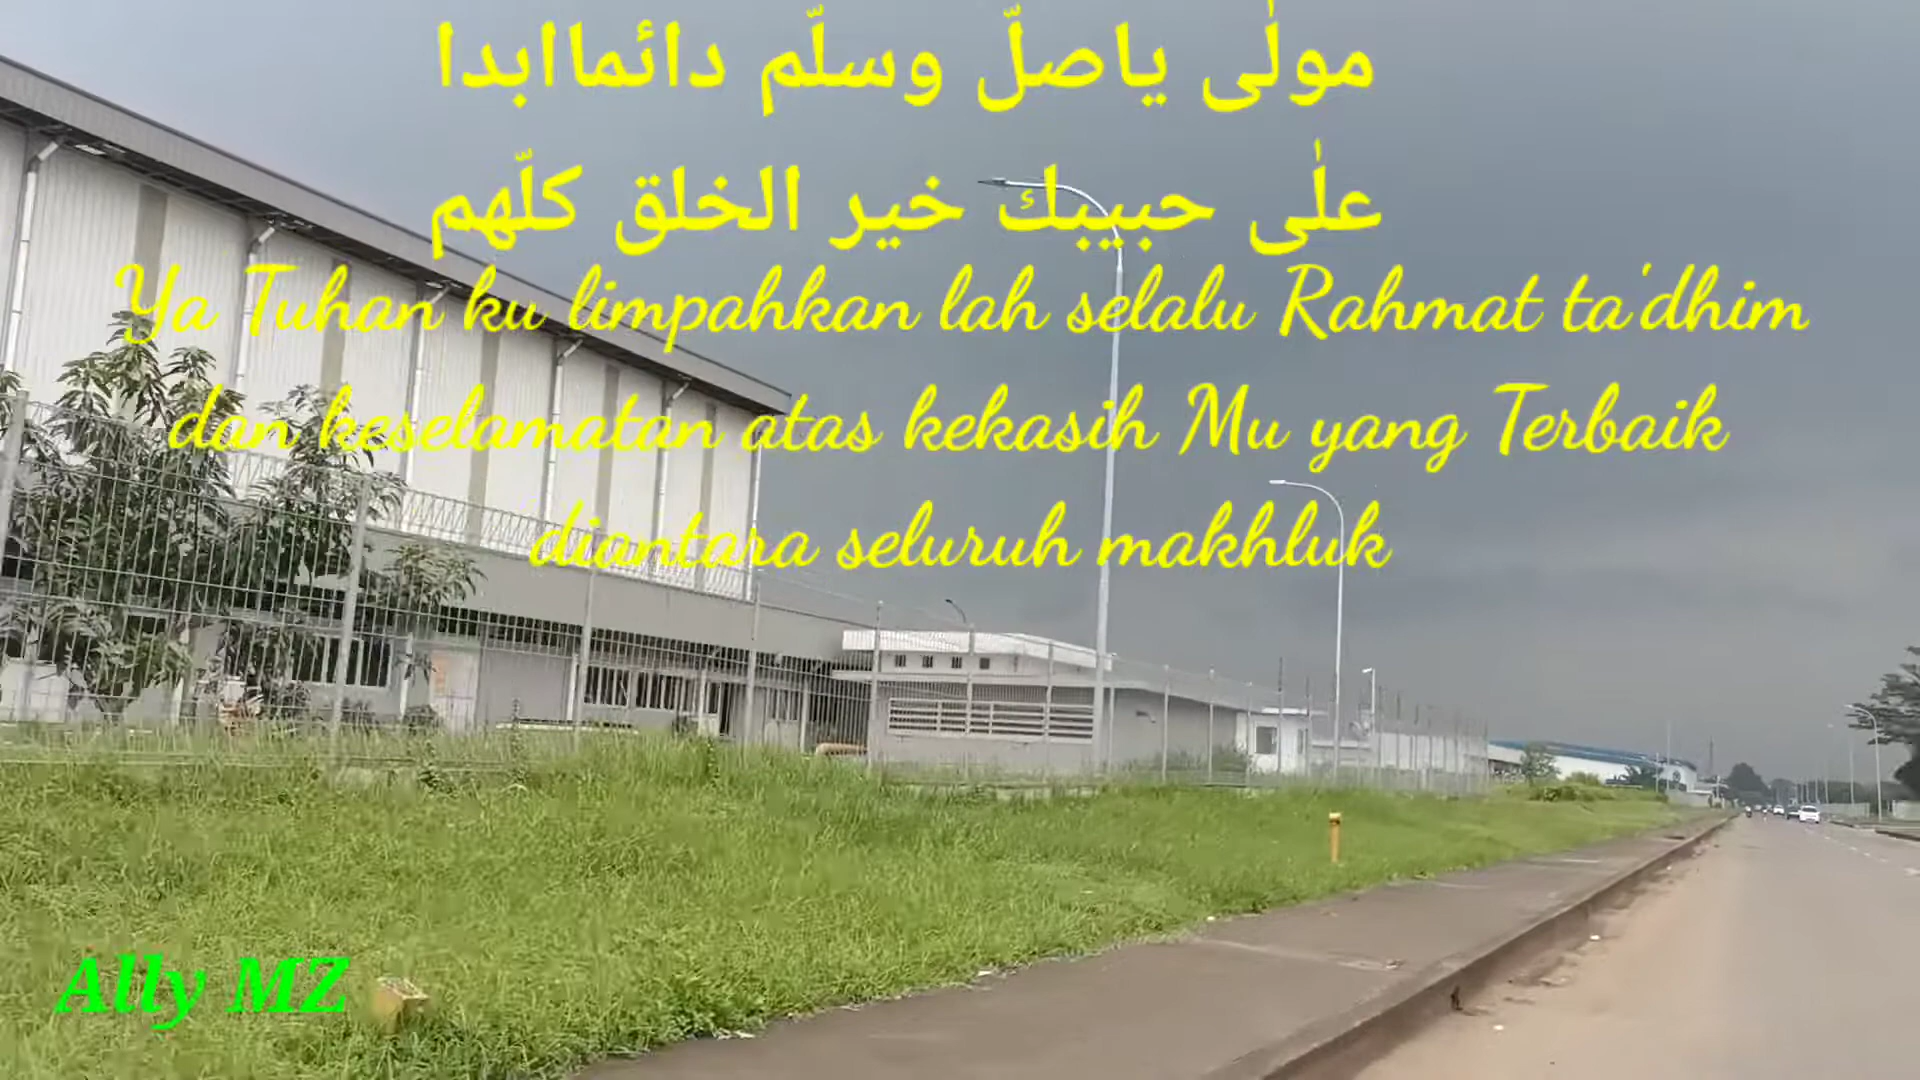 مولٰى ياصلّ وسلّم دائماابدا
علٰى حبيبك خير الخلق كلّهم
Ya Tuhan ku limpahkan lah selalu Rahmat ta'dhim
dan keselamatan atas kekasih Mu yang Terbaik
diantara seluruh makhluk
Ally MZ